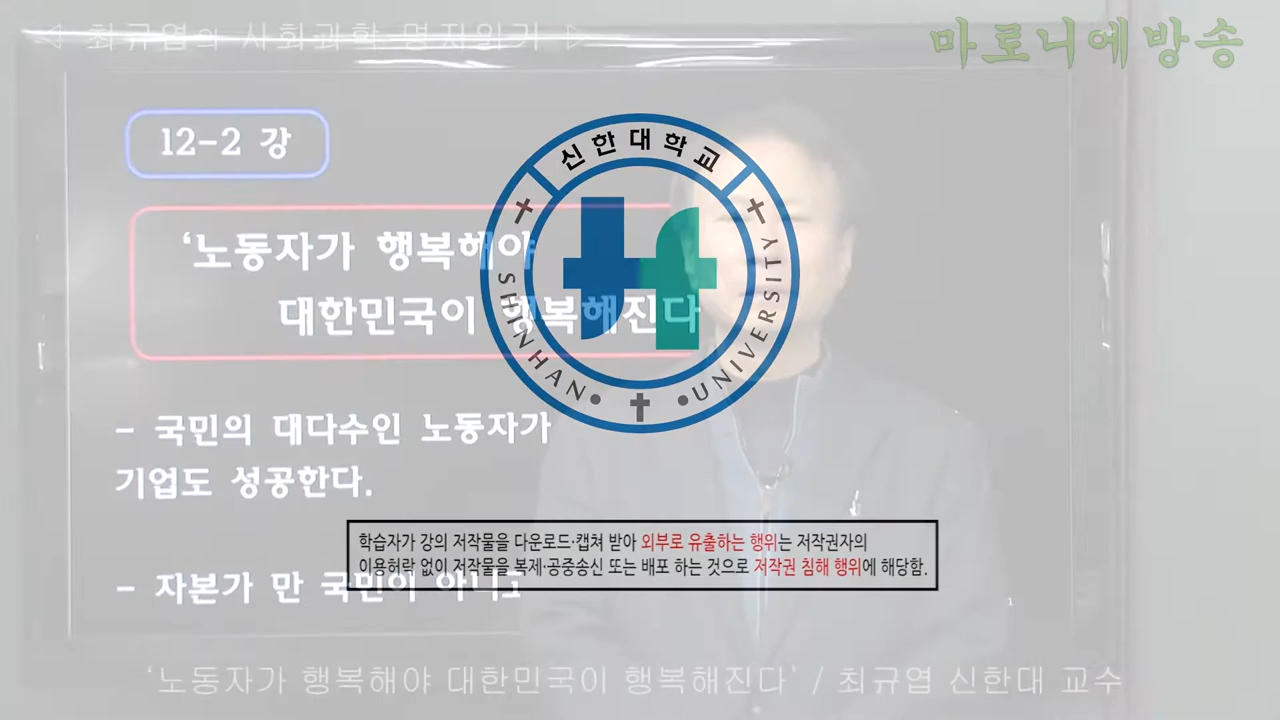 ◁ 최규엽의 사회과학 명저읽기 ▷
마로니에방송
12-2 강
‘노동자가 행복해야
대한민국이 행복해진다
신한대학교
SHINHAN UNIVERSITY
- 국민의 대다수인 노동자가
기업도 성공한다.
학습자가 강의 저작물을 다운로드·캡쳐 받아 외부로 유출하는 행위는 저작권자의
이용허락 없이 저작물을 복제·공중송신 또는 배포 하는 것으로 저작권 침해 행위에 해당함.
- 자본가 만 국민이 아니고
1
‘노동자가 행복해야 대한민국이 행복해진다’ / 최규엽 신한대 교수